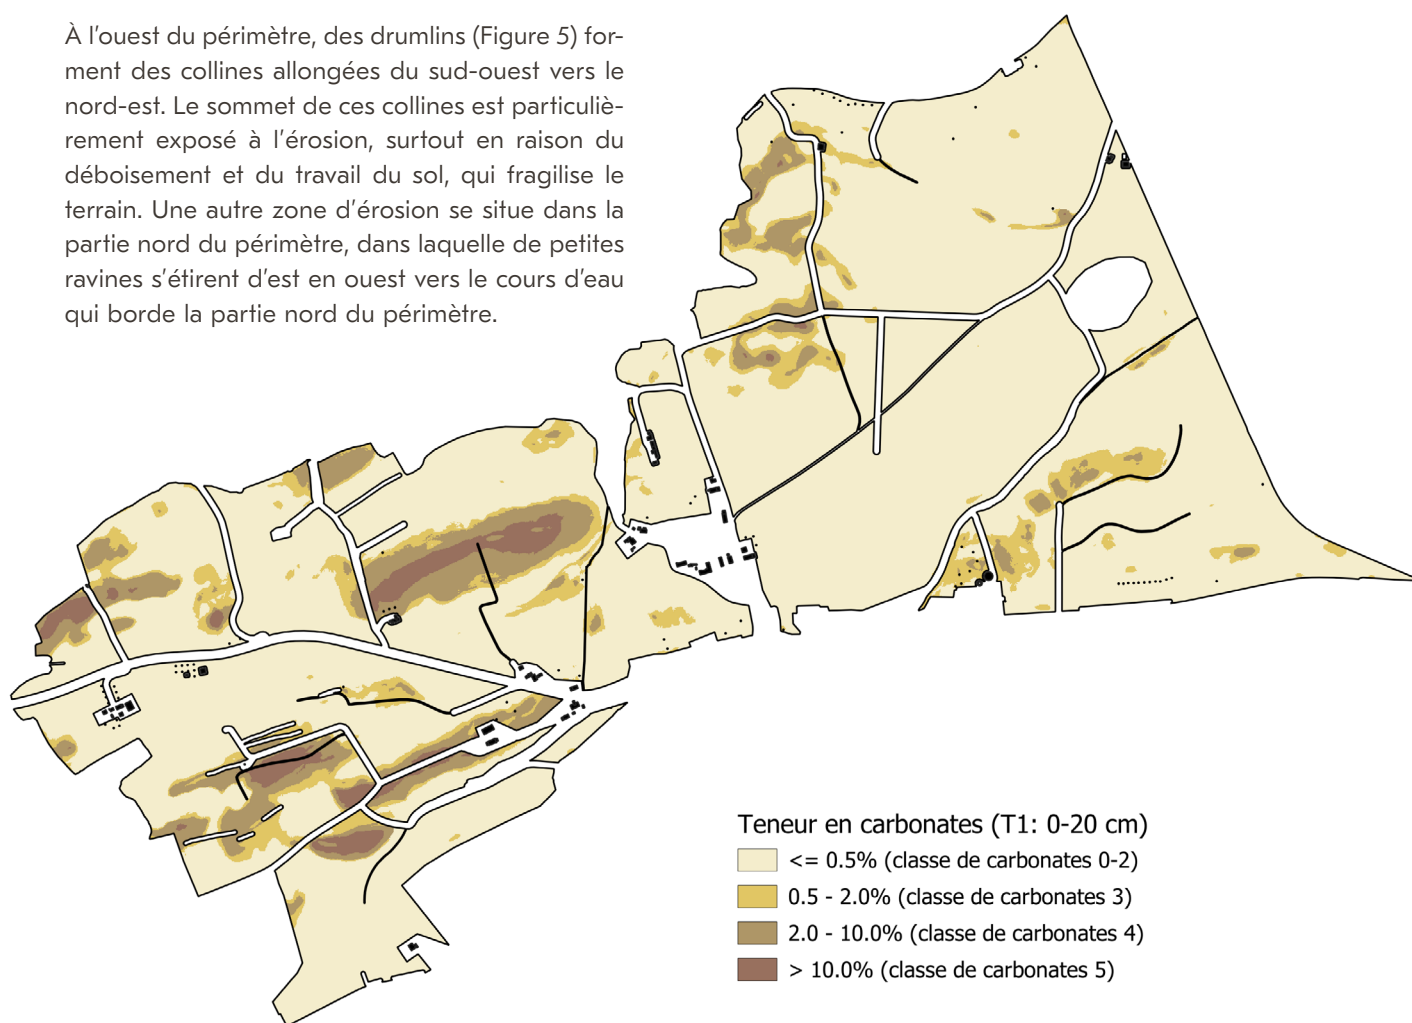 À l'ouest du périmètre, des drumlins (Figure 5) for-
ment des collines allongées du sud-ouest vers le
nord-est. Le sommet de ces collines est particuliè-
rement exposé à l'érosion, surtout en raison du
déboisement et du travail du sol, qui fragilise le
terrain. Une autre zone d'érosion se situe dans la
partie nord du périmètre, dans laquelle de petites
ravines s'étirent d'est en ouest vers le cours d'eau
qui borde la partie nord du périmètre.
Teneur en carbonates (T1: 0-20 cm)
<= 0.5% (classe de carbonates 0-2)
0.5 - 2.0% (classe de carbonates 3)
2.0 - 10.0% (classe de carbonates 4)
> 10.0% (classe de carbonates 5)